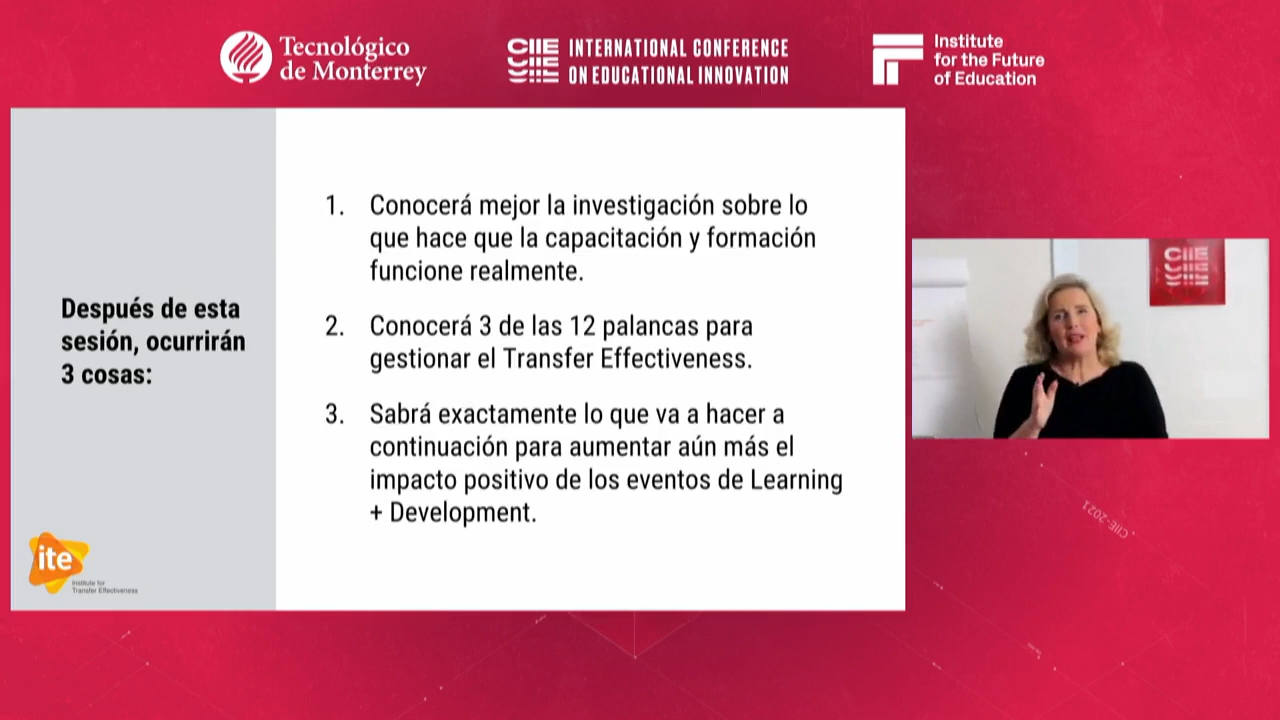 Tecnológico
de Monterrey
CIIE
INTERNATIONAL CONFERENCE
ON EDUCATIONAL INNOVATION
Institute
for the Future
of Education
Después de esta
sesión, ocurrirán
3 cosas:
1. Conocerá mejor la investigación sobre lo
que hace que la capacitación y formación
funcione realmente.
2. Conocerá 3 de las 12 palancas para
gestionar el Transfer Effectiveness.
3. Sabrá exactamente lo que va a hacer a
continuación para aumentar aún más el
impacto positivo de los eventos de Learning
+ Development.
ite
Institute for
Transfer Effectiveness
CIIE
CIIE-2021